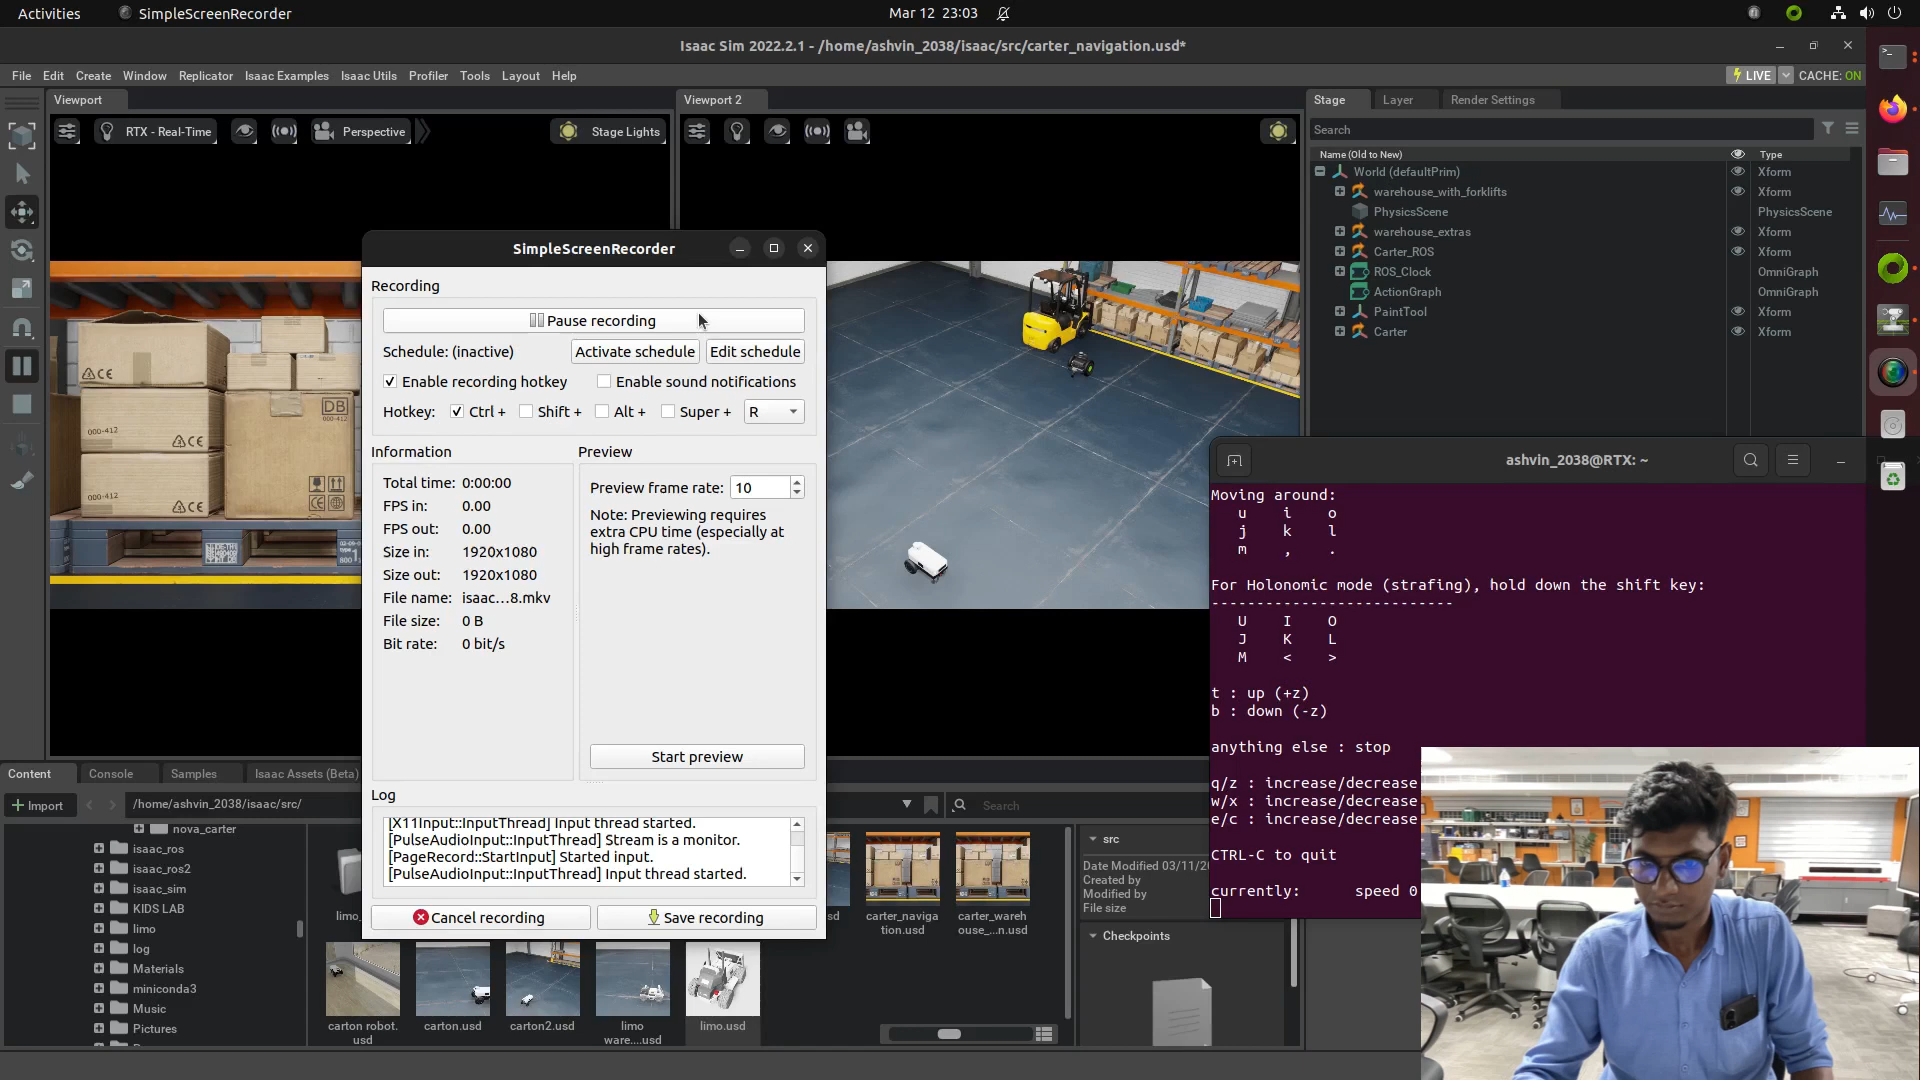 Activities
SimpleScreenRecorder
Mar 12 23:03
Isaac Sim 2022.2.1 - /home/ashvin_2038/isaac/src/carter_navigation.usd*
File Edit Create Window Replicator Isaac Examples Isaac Utils Profiler Tools Layout Help
LIVE
CACHE: ON
Viewport
RTX - Real-Time
Perspective
Stage Lights
Viewport 2
Stage
Layer
Render Settings
Search
Name (Old to New)
Type
World (defaultPrim) Xform
warehouse_with_forklifts Xform
PhysicsScene PhysicsScene
warehouse_extras Xform
Carter_ROS Xform
ROS_Clock OmniGraph
ActionGraph OmniGraph
PaintTool Xform
Carter Xform
DB
000-412
000-412
SimpleScreenRecorder
Recording
Pause recording
Schedule: (inactive) Activate schedule Edit schedule
Enable recording hotkey Enable sound notifications
Hotkey: Ctrl + Shift + Alt + Super + R
Information
Total time: 0:00:00
FPS in: 0.00
FPS out: 0.00
Size in: 1920x1080
Size out: 1920x1080
File name: isaac...8.mkv
File size: 0 B
Bit rate: 0 bit/s
Preview
Preview frame rate: 10
Note: Previewing requires
extra CPU time (especially at
high frame rates).
Start preview
Log
[X11Input::InputThread] Input thread started.
[PulseAudioInput::InputThread] Stream is a monitor.
[PageRecord::StartInput] Started input.
[PulseAudioInput::InputThread] Input thread started.
Cancel recording
Save recording
ashvin_2038@RTX: ~
Moving around:
u i o
j k l
m , .
For Holonomic mode (strafing), hold down the shift key:
---------------------------
U I O
J K L
M < >
t : up (+z)
b : down (-z)
anything else : stop
q/z : increase/decrease
w/x : increase/decrease
e/c : increase/decrease
CTRL-C to quit
currently: speed 0
Content
Console
Samples
Isaac Assets (Beta)
Import
/home/ashvin_2038/isaac/src/
Search
nova_carter
isaac_ros
isaac_ros2
isaac_sim
KIDS LAB
limo
log
Materials
miniconda3
Music
Pictures
limo_
sd
carter_naviga
tion.usd
carter_wareh
ouse_...n.usd
carton robot.
usd
carton.usd
carton2.usd
limo
ware....usd
limo.usd
src
Date Modified 03/11/20
Created by
Modified by
File size
Checkpoints